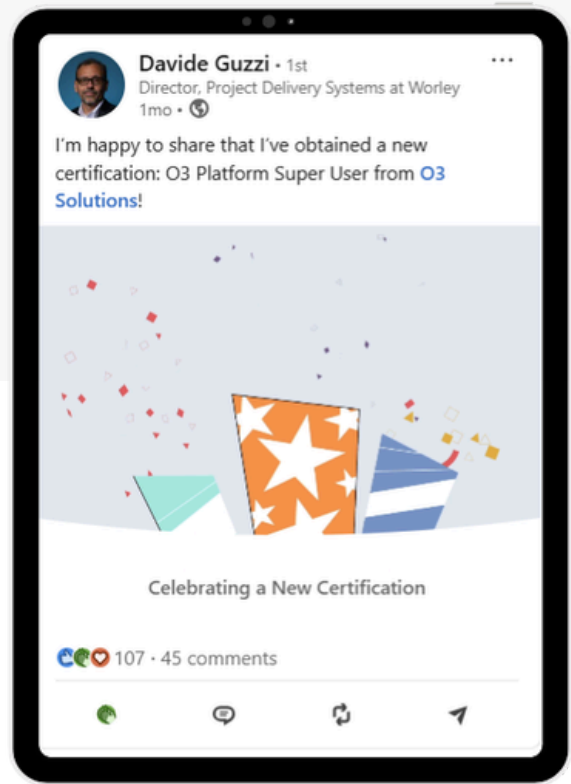 Davide Guzzi • 1st
Director, Project Delivery Systems at Worley
1mo •
I'm happy to share that I've obtained a new
certification: O3 Platform Super User from O3
Solutions!
Celebrating a New Certification
107 · 45 comments